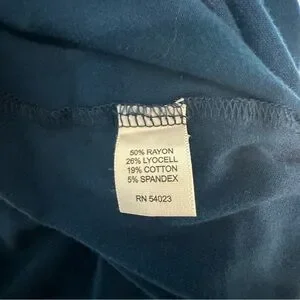 50% RAYON
26% LYOCELL
19% COTTON
5% SPANDEX
RN 54023